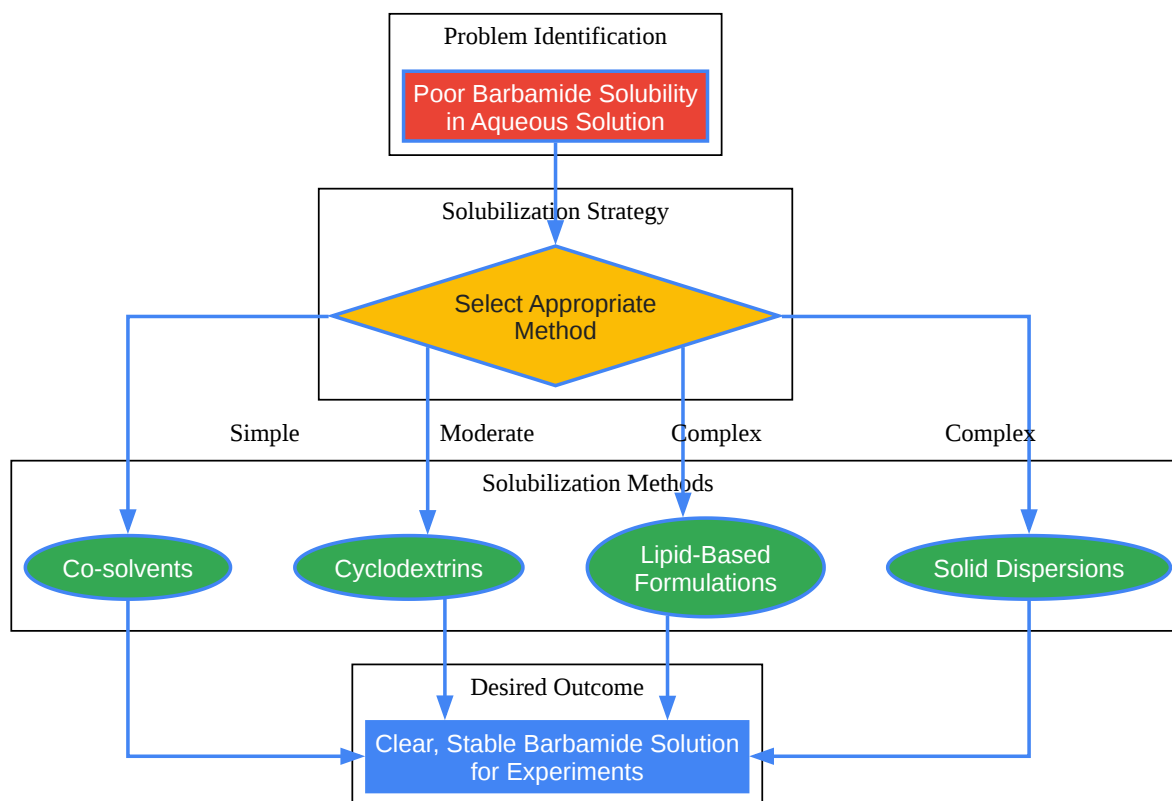 Problem Identification
Poor Barbamide Solubility
in Aqueous Solution
Solubilization Strategy
Select Appropriate
Method
Simple
Moderate
Complex
Complex
Solubilization Methods
Co-solvents
Cyclodextrins
Lipid-Based
Formulations
Solid Dispersions
Desired Outcome
Clear, Stable Barbamide Solution
for Experiments